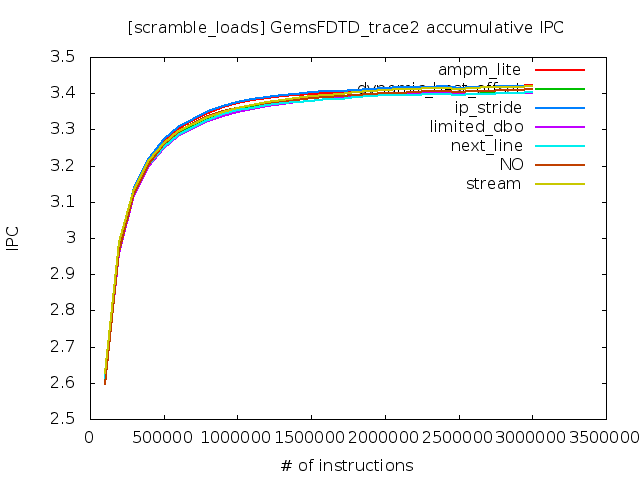 [scramble_loads] GemsFDTD_trace2 accumulative IPC
3.5
3.4
3.3
3.2
3.1
3
2.9
2.8
2.7
2.6
2.5
IPC
ampm_lite
ip_stride
limited_dbo
next_line
NO
stream
0
500000
1000000
1500000
2000000
2500000
3000000
3500000
# of instructions